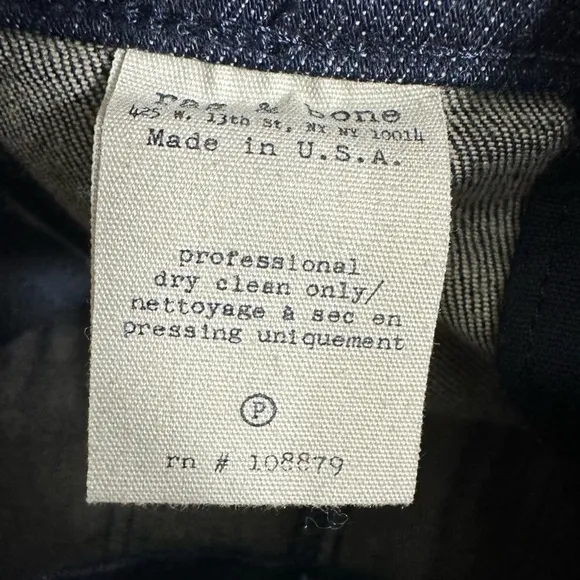 rag & bone
425 W. 13th St, NY NY 10014
Made in U.S.A.
professional
dry clean only/
nettoyage à sec en
pressing uniquement
P
rn # 108879